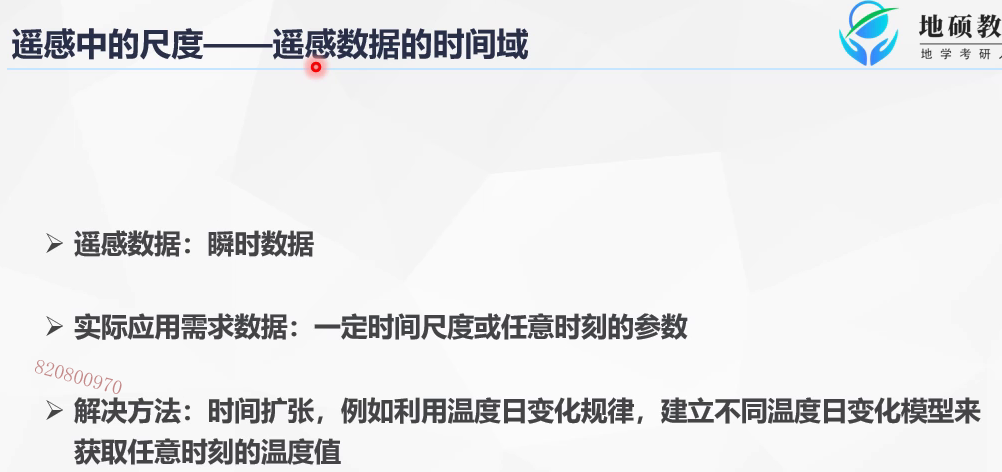 遥感中的尺度——遥感数据的时间域
地硕教
地学考研
遥感数据：瞬时数据
实际应用需求数据：一定时间尺度或任意时刻的参数
820800970
解决方法：时间扩张，例如利用温度日变化规律，建立不同温度日变化模型来
获取任意时刻的温度值